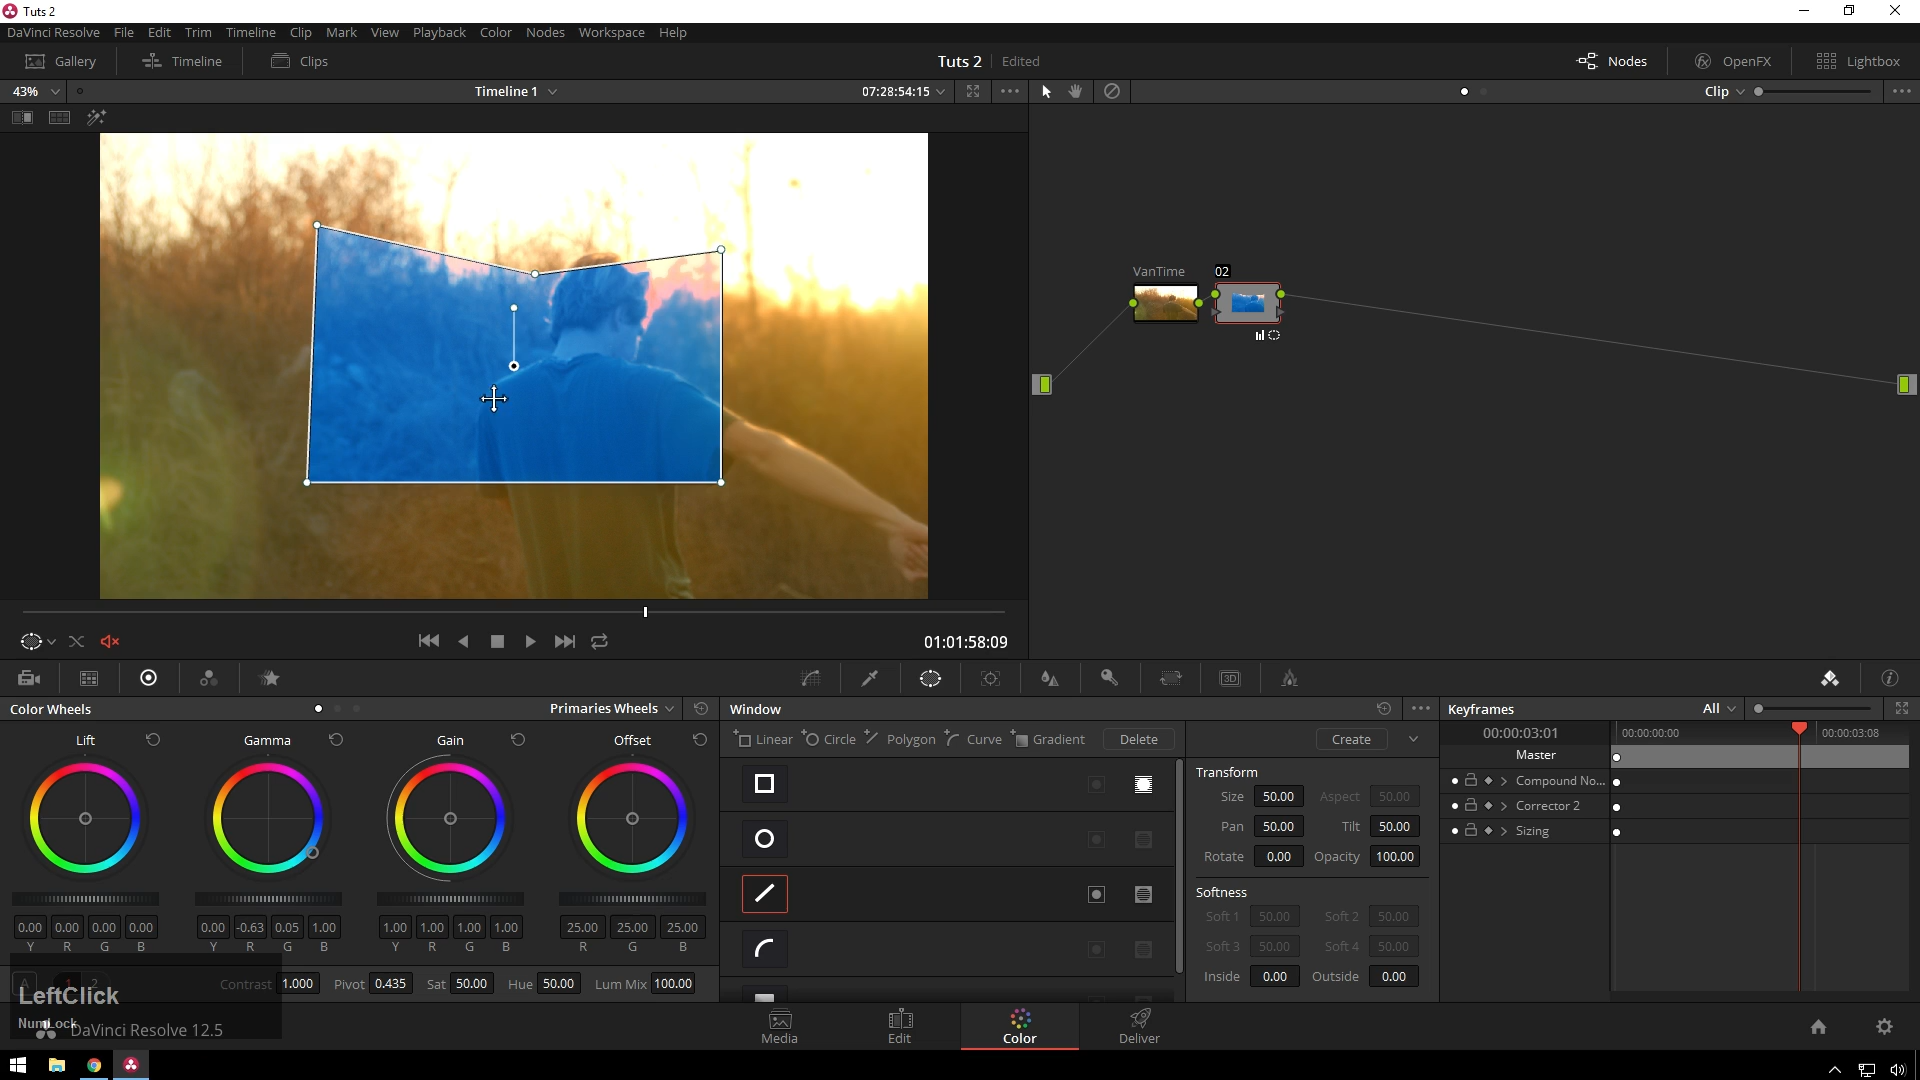 Tuts 2
DaVinci Resolve File Edit Trim Timeline Clip Mark View Playback Color Nodes Workspace Help
Gallery Timeline Clips Tuts 2 Edited Nodes OpenFX Lightbox
43% Timeline 1 07:28:54:15 Clip
VanTime 02
01:01:58:09
3D
Color Wheels Primaries Wheels Window Keyframes All
Lift Gamma Gain Offset Linear Circle Polygon Curve Gradient Delete Create 00:00:03:01 00:00:00:00 00:00:03:08
Master
Transform
Compound No...
Size 50.00 Aspect 50.00
Corrector 2
Pan 50.00 Tilt 50.00
Sizing
Rotate 0.00 Opacity 100.00
Softness
Soft 1 50.00 Soft 2 50.00
0.00 0.00 0.00 0.00 0.00 -0.63 0.05 1.00 1.00 1.00 1.00 1.00 25.00 25.00 25.00
Y R G B Y R G B Y R G B R G B
Soft 3 50.00 Soft 4 50.00
A 1 2 Contrast 1.000 Pivot 0.435 Sat 50.00 Hue 50.00 Lum Mix 100.00
Inside 0.00 Outside 0.00
LeftClick
NumLock
DaVinci Resolve 12.5
Media Edit Color Deliver